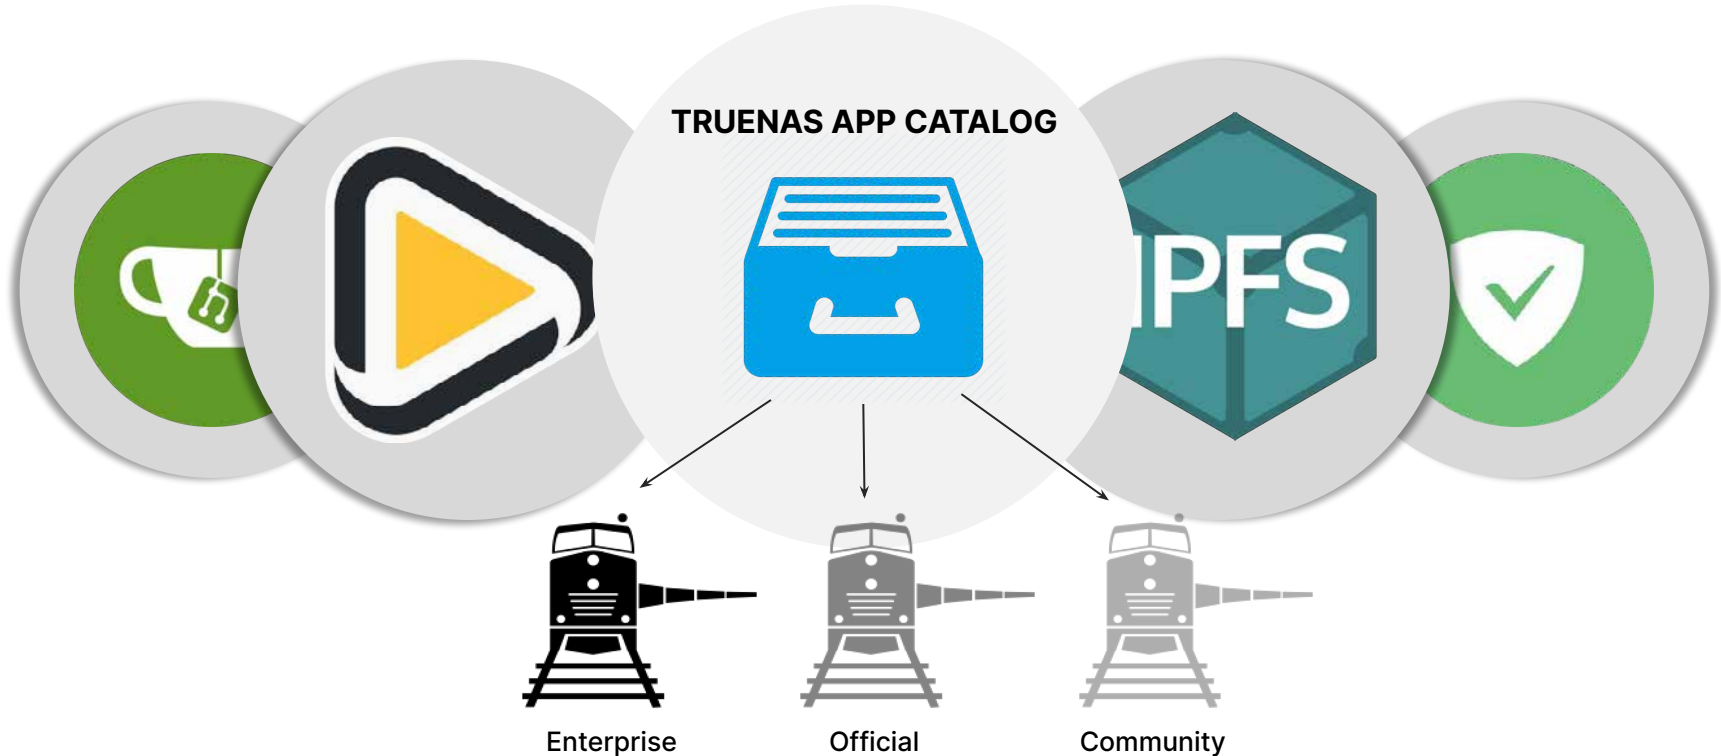 TRUENAS APP CATALOG
IPFS
Enterprise
Official
Community